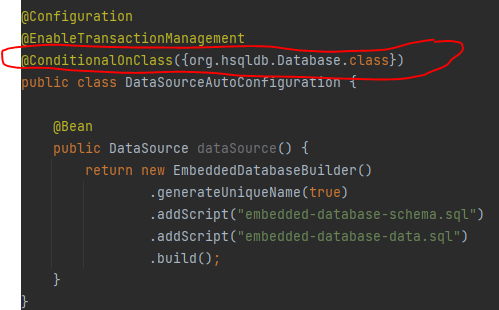 @Configuration
@EnableTransactionManagement
@ConditionalOnClass({org.hsqldb.Database.class})
public class DataSourceAutoConfiguration {
@Bean
public DataSource dataSource() {
return new EmbeddedDatabaseBuilder()
.generateUniqueName(true)
.addScript("embedded-database-schema.sql")
.addScript("embedded-database-data.sql")
.build();
}
}